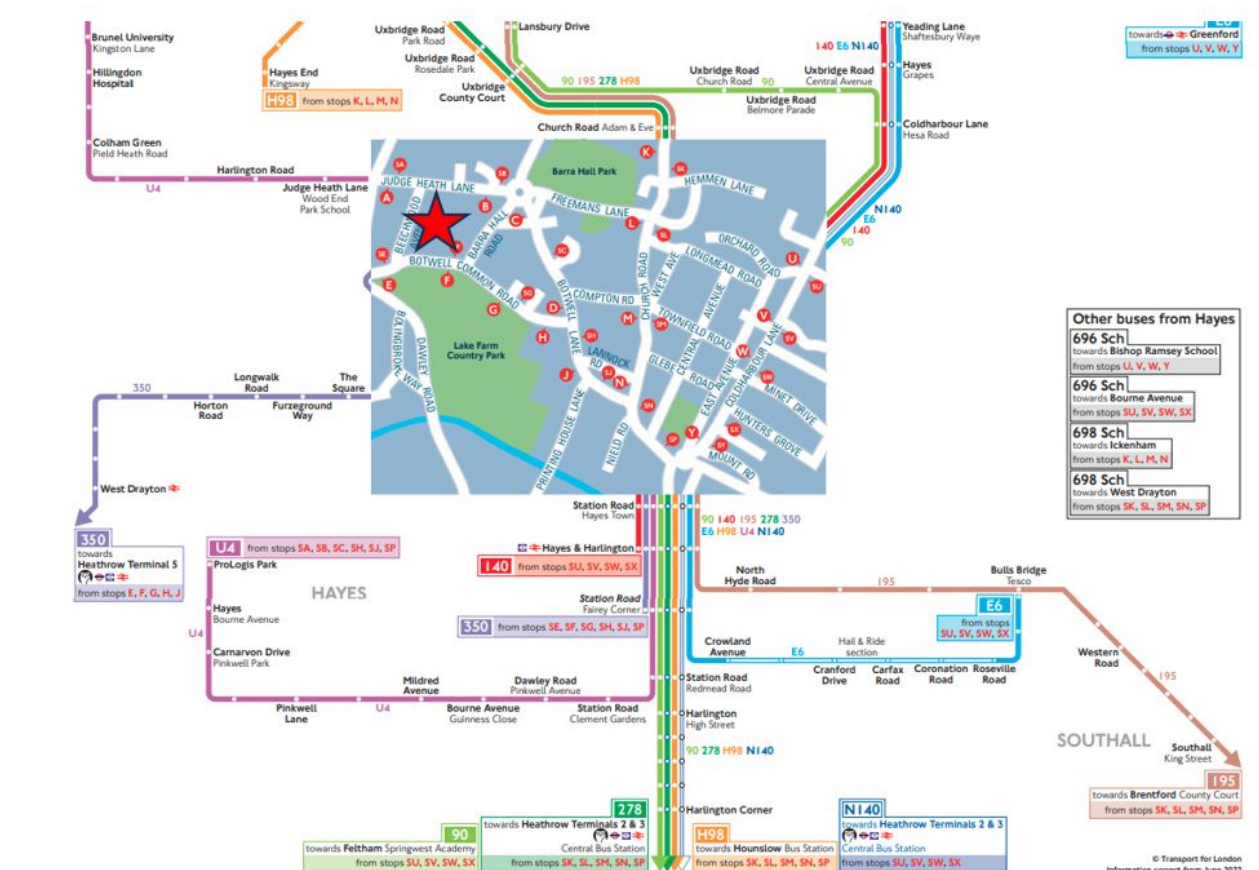 Brunel University
Kingston Lane
Hillingdon
Hospital
Colham Green
Pield Heath Road
U4
Harlington Road
Judge Heath Lane
Wood End
Park School
Hayes End
Kingsway
H98 from stops K, L, M, N
Uxbridge Road
Park Road
Uxbridge Road
Rosedale Park
Uxbridge
County Court
Lansbury Drive
90 195 278 H98
Church Road Adam & Eve
Uxbridge Road
Church Road
90
Uxbridge Road
Belmore Parade
Uxbridge Road
Central Avenue
140 E6 N140
Yeading Lane
Shaftesbury Waye
Hayes
Grapes
Coldharbour Lane
Hesa Road
N140
E6
140
90
E6
towards Greenford
from stops U, V, W, Y
JUDGE HEATH LANE
Barra Hall Park
HEMMEN LANE
FREEMANS LANE
BARRA HALL
ROAD
BOTWELL COMMON ROAD
BOTWELL LANE
COMPTON RD
CHURCH ROAD
WEST AVE
LONGMEAD ROAD
ORCHARD ROAD
TOWNFIELD ROAD
CENTRAL AVENUE
GLEBE ROAD
EAST AVENUE
COLDHARBOUR LANE
MINET DRIVE
HUNTERS GROVE
MOUNT RD
LANNOCK
RD
NIELD RD
PRINTING HOUSE LANE
Lake Farm
Country Park
DAWLEY ROAD
SA
A
SB
B
C
K
SK
L
SL
SC
SE
E
F
G
SG
D
H
SH
J
SJ
N
SN
M
SM
U
SU
V
SV
W
SW
Y
SX
SY
SP
350
Longwalk
Road
The
Square
Horton
Road
Furzeground
Way
West Drayton
350
towards
Heathrow Terminal 5
from stops E, F, G, H, J
Other buses from Hayes
696 Sch
towards Bishop Ramsey School
from stops U, V, W, Y
696 Sch
towards Bourne Avenue
from stops SU, SV, SW, SX
698 Sch
towards Ickenham
from stops K, L, M, N
698 Sch
towards West Drayton
from stops SK, SL, SM, SN, SP
U4 from stops SA, SB, SC, SH, SJ, SP
ProLogis Park
HAYES
Hayes
Bourne Avenue
U4
Carnarvon Drive
Pinkwell Park
Pinkwell
Lane
U4
Mildred
Avenue
Bourne Avenue
Guinness Close
Dawley Road
Pinkwell Avenue
Station Road
Clement Gardens
Station Road
Hayes Town
90 140 195 278 350
E6 H98 U4 N140
Hayes & Harlington
140 from stops SU, SV, SW, SX
Station Road
Fairey Corner
350 from stops SE, SF, SG, SH, SJ, SP
North
Hyde Road
195
Bulls Bridge
Tesco
E6
from stops
SU, SV, SW, SX
Crowland
Avenue
E6
Hail & Ride
section
Cranford
Drive
Carfax
Road
Coronation
Road
Roseville
Road
Station Road
Redmead Road
Harlington
High Street
90 278 H98 N140
Harlington Corner
Western
Road
195
SOUTHALL
Southall
King Street
195
towards Brentford County Court
from stops SK, SL, SM, SN, SP
90
towards Feltham Springwest Academy
from stops SU, SV, SW, SX
278
towards Heathrow Terminals 2 & 3
Central Bus Station
from stops SK, SL, SM, SN, SP
H98
towards Hounslow Bus Station
from stops SK, SL, SM, SN, SP
N140
towards Heathrow Terminals 2 & 3
Central Bus Station
from stops SU, SV, SW, SX
© Transport for London